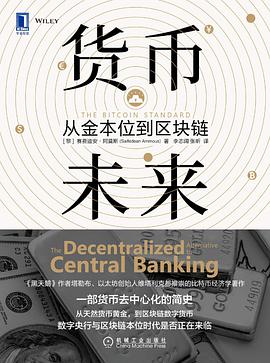 WILEY
货币
THE BITCOIN STANDARD
从金本位到区块链
[黎] 赛费迪安·阿莫斯 (Saifedean Ammous) 著 李志阔 张昕 译
未来
The Decentralized Alternative to
Central Banking
《黑天鹅》作者塔勒布、以太坊创始人维塔利克都推崇的比特币经济学著作
一部货币去中心化的简史
从天然货币黄金，到区块链数字货币
数字央行与区块链本位时代是否正在来临
机械工业出版社